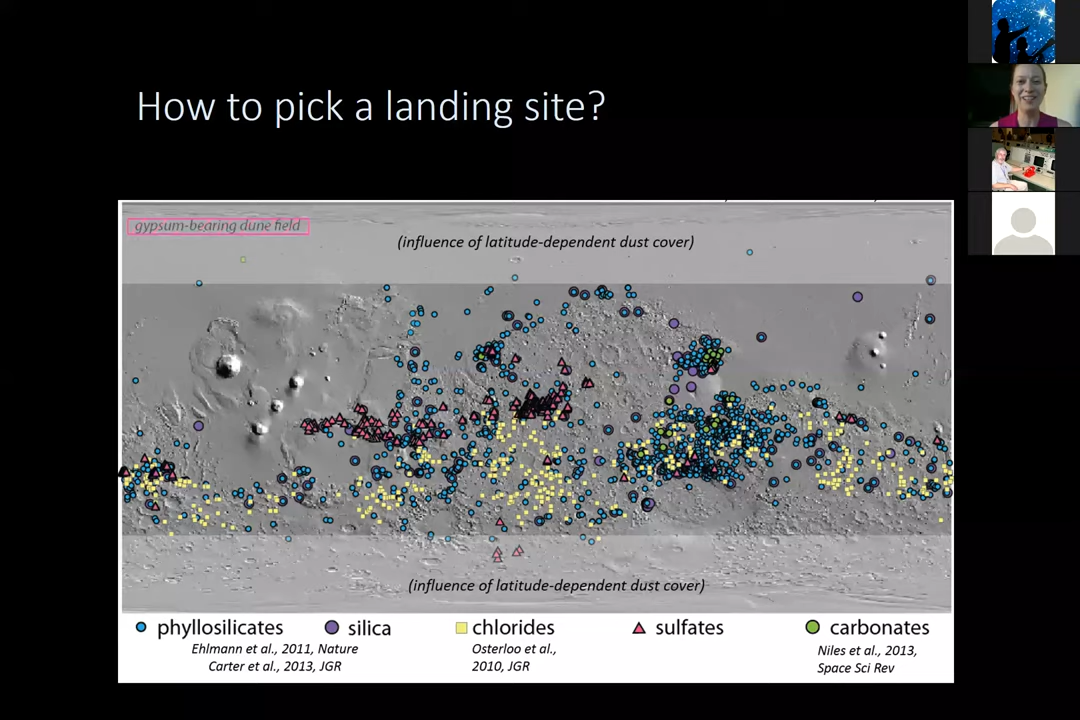 How to pick a landing site?
gypsum-bearing dune field
(influence of latitude-dependent dust cover)
(influence of latitude-dependent dust cover)
phyllosilicates silica chlorides sulfates carbonates
Ehlmann et al., 2011, Nature
Carter et al., 2013, JGR
Osterloo et al.,
2010, JGR
Niles et al., 2013,
Space Sci Rev